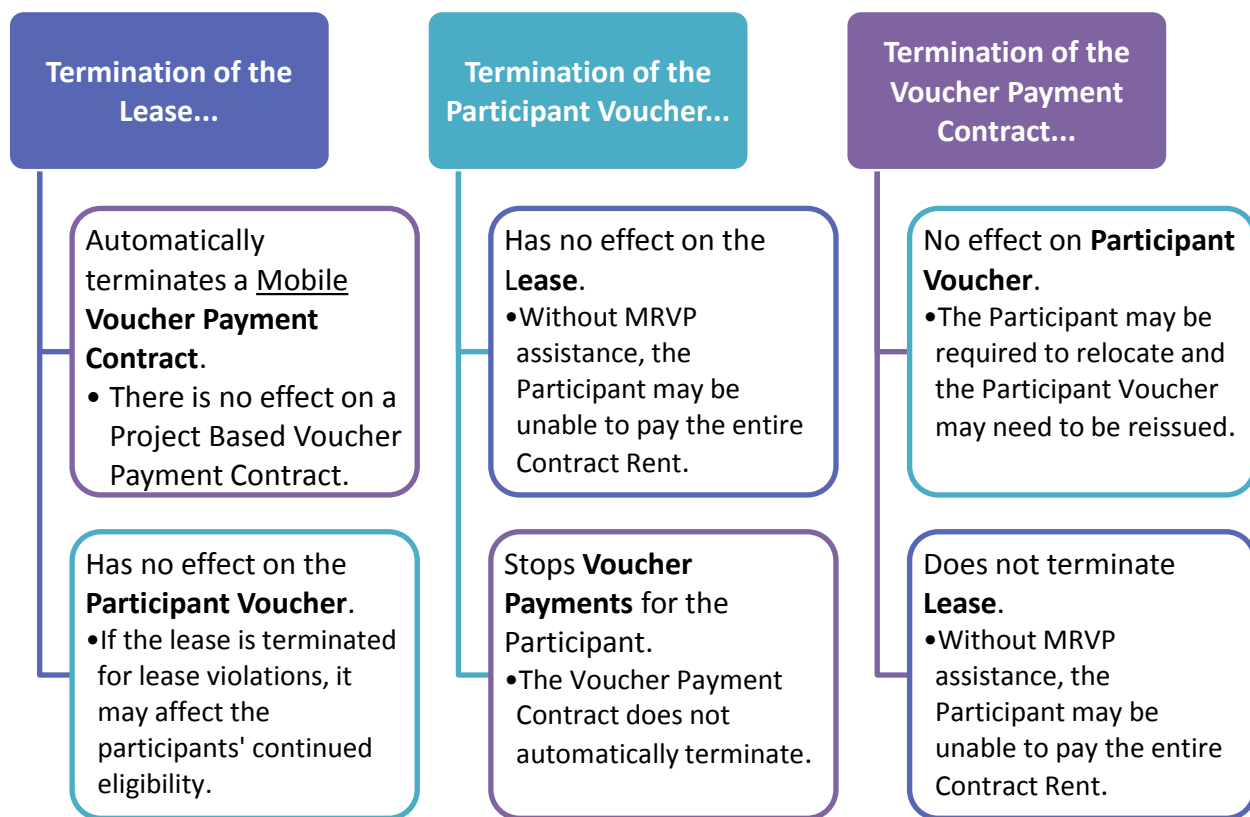 Termination of the
Lease...
Automatically
terminates a Mobile
Voucher Payment
Contract.
• There is no effect on a
Project Based Voucher
Payment Contract.
Has no effect on the
Participant Voucher.
•If the lease is terminated
for lease violations, it
may affect the
participants' continued
eligibility.
Termination of the
Participant Voucher...
Has no effect on the
Lease.
•Without MRVP
assistance, the
Participant may be
unable to pay the entire
Contract Rent.
Stops Voucher
Payments for the
Participant.
•The Voucher Payment
Contract does not
automatically terminate.
Termination of the
Voucher Payment
Contract...
No effect on Participant
Voucher.
•The Participant may be
required to relocate and
the Participant Voucher
may need to be reissued.
Does not terminate
Lease.
•Without MRVP
assistance, the
Participant may be
unable to pay the entire
Contract Rent.